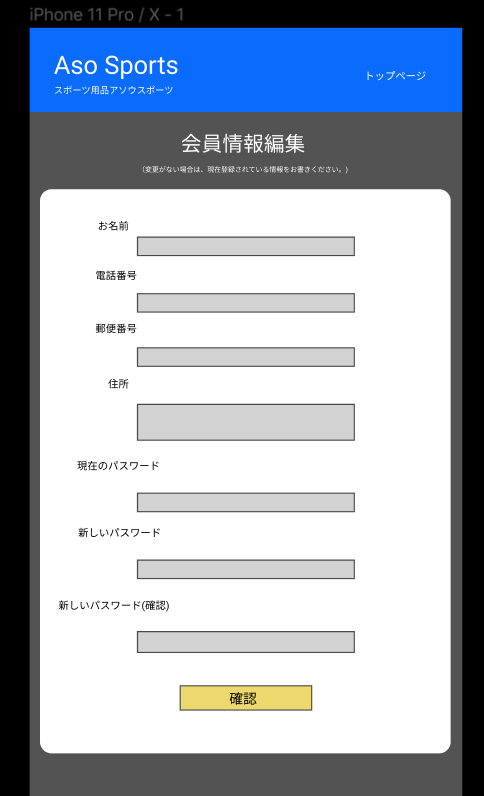 iPhone 11 Pro / X - 1
Aso Sports
スポーツ用品アソウスポーツ
トップページ
会員情報編集
(変更がない場合は、現在登録されている情報をお書きください。)
お名前
電話番号
郵便番号
住所
現在のパスワード
新しいパスワード
新しいパスワード(確認)
確認